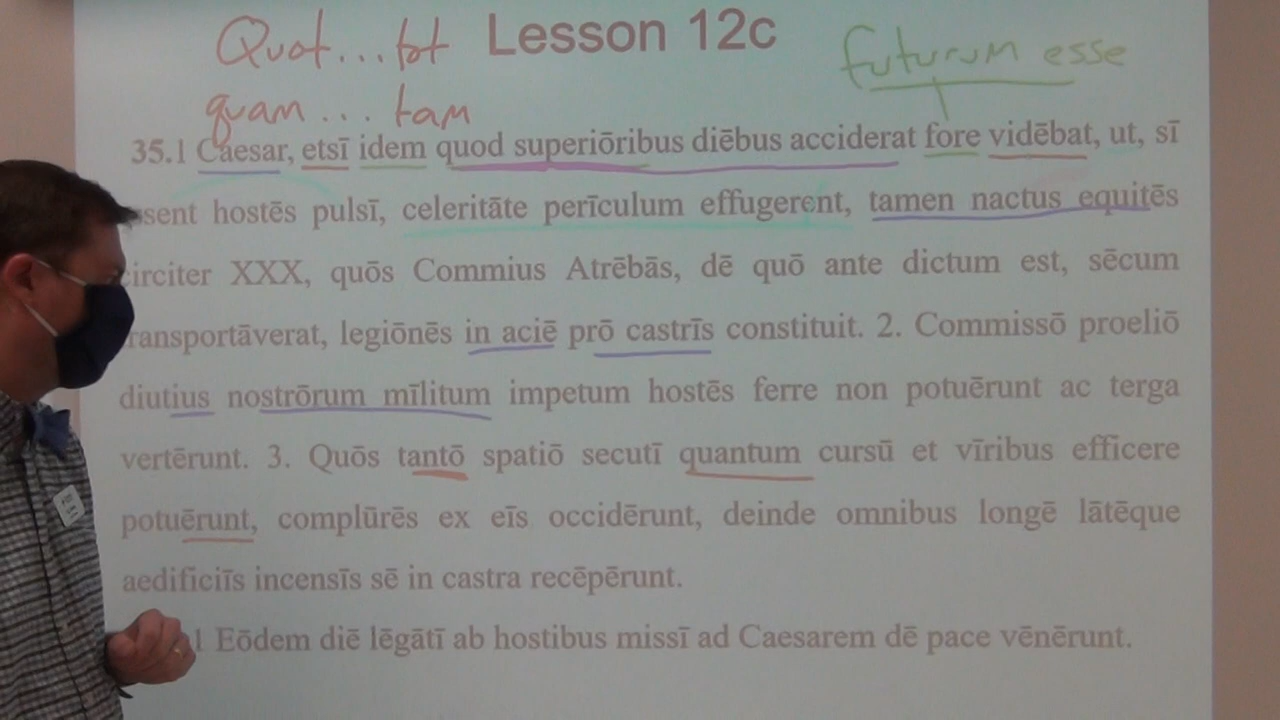 Quot...tot Lesson 12c futurum esse
quam... tam
35.1 Caesar, etsī idem quod superiōribus diēbus acciderat fore vidēbat, ut, sī
hostēs pulsī, celeritāte perīculum effugerent, tamen nactus equitēs
circiter XXX, quōs Commius Atrēbās, dē quō ante dictum est, sēcum
transportāverat, legiōnēs in aciē prō castrīs constituit. 2. Commissō proeliō
diutius nostrōrum mīlitum impetum hostēs ferre non potuērunt ac terga
vertērunt. 3. Quōs tantō spatiō secutī quantum cursū et vīribus efficere
potuērunt, complūrēs ex eīs occidērunt, deinde omnibus longē lātēque
aedificiīs incensīs sē in castra recēpērunt.
1 Eōdem diē lēgātī ab hostibus missī ad Caesarem dē pace vēnērunt.